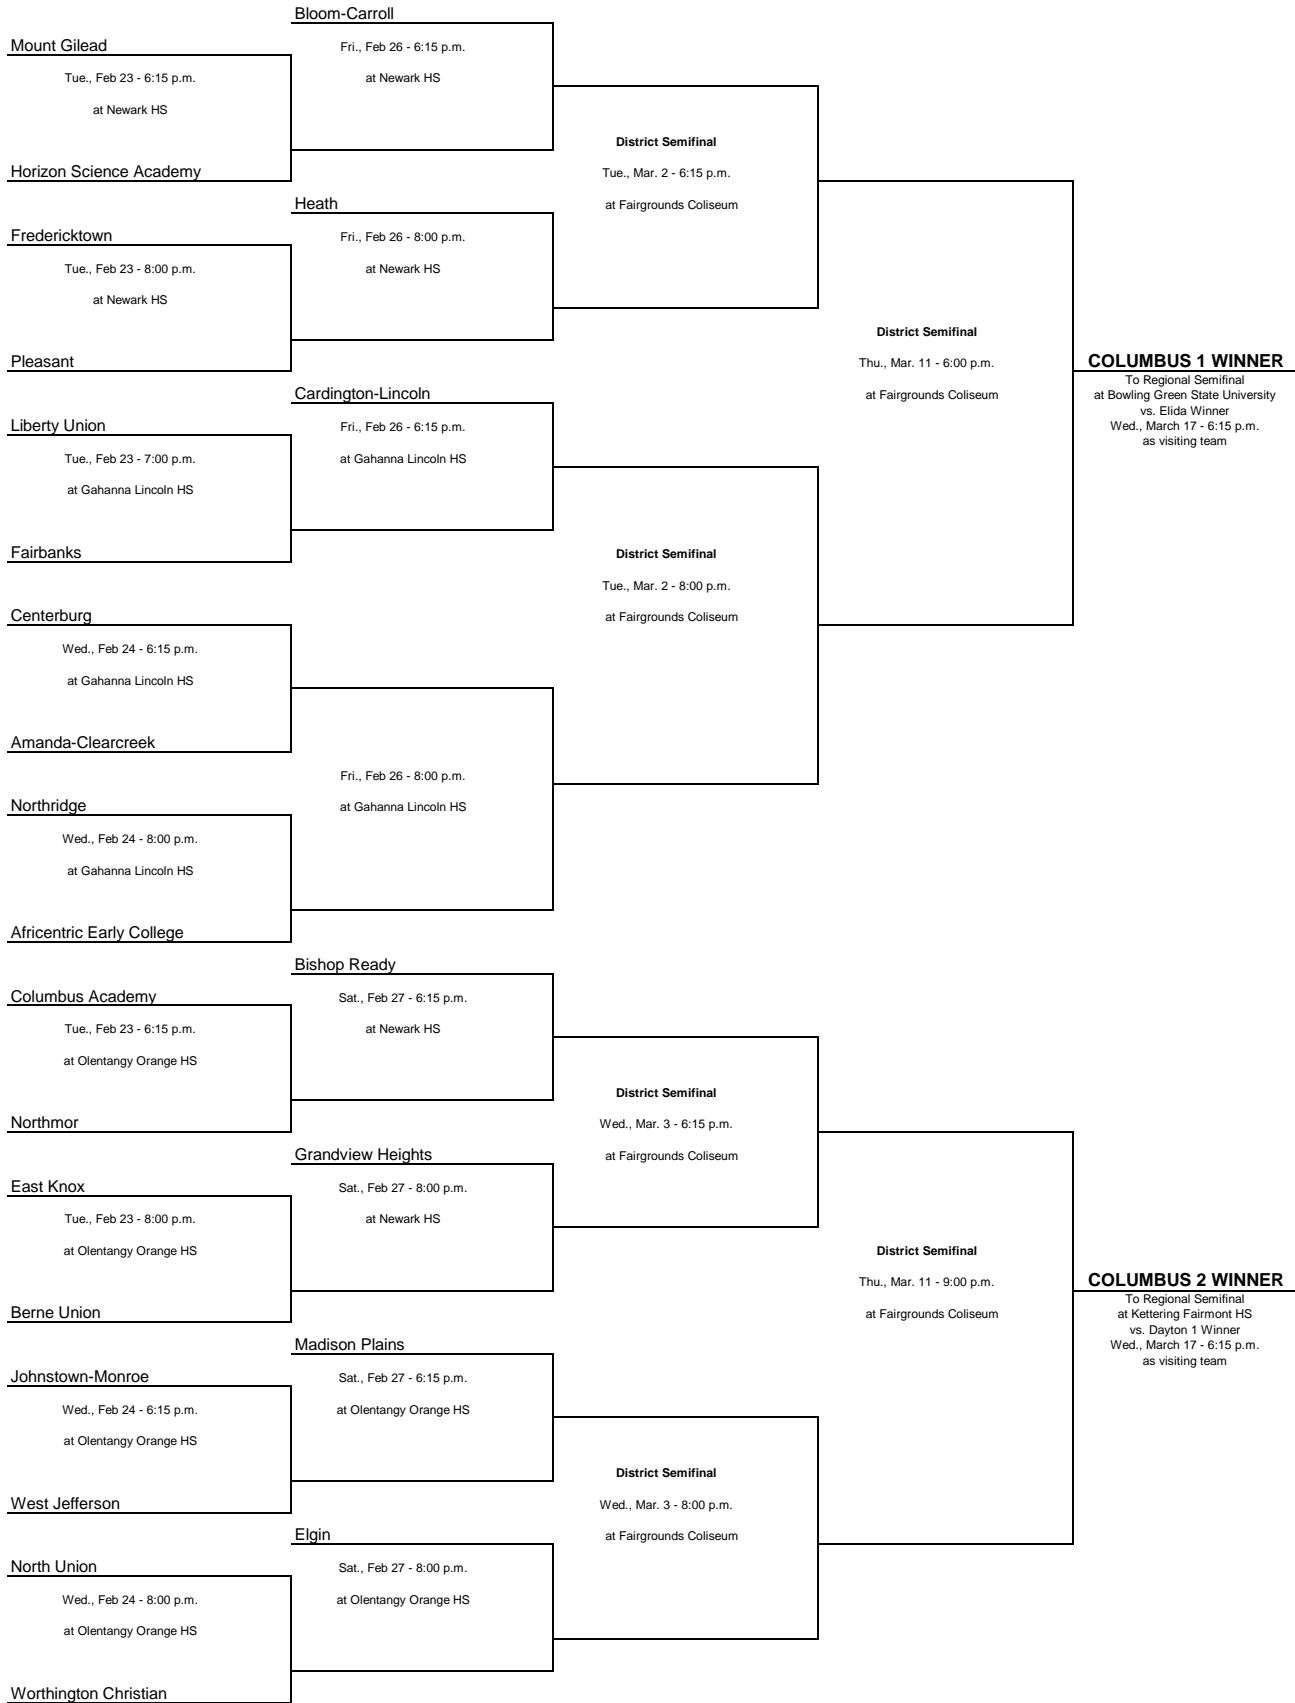 Bloom-Carroll
Mount Gilead
Fri., Feb 26 - 6:15 p.m.
Tue., Feb 23 - 6:15 p.m.
at Newark HS
at Newark HS
District Semifinal
Horizon Science Academy
Tue., Mar. 2 - 6:15 p.m.
Heath
at Fairgrounds Coliseum
Fredericktown
Fri., Feb 26 - 8:00 p.m.
Tue., Feb 23 - 8:00 p.m.
at Newark HS
at Newark HS
District Semifinal
Pleasant
Thu., Mar. 11 - 6:00 p.m.
COLUMBUS 1 WINNER
To Regional Semifinal
Cardington-Lincoln
at Fairgrounds Coliseum
at Bowling Green State University
vs. Elida Winner
Liberty Union
Fri., Feb 26 - 6:15 p.m.
Wed., March 17 - 6:15 p.m.
as visiting team
Tue., Feb 23 - 7:00 p.m.
at Gahanna Lincoln HS
at Gahanna Lincoln HS
Fairbanks
District Semifinal
Tue., Mar. 2 - 8:00 p.m.
Centerburg
at Fairgrounds Coliseum
Wed., Feb 24 - 6:15 p.m.
at Gahanna Lincoln HS
Amanda-Clearcreek
Fri., Feb 26 - 8:00 p.m.
Northridge
at Gahanna Lincoln HS
Wed., Feb 24 - 8:00 p.m.
at Gahanna Lincoln HS
Africentric Early College
Bishop Ready
Columbus Academy
Sat., Feb 27 - 6:15 p.m.
Tue., Feb 23 - 6:15 p.m.
at Newark HS
at Olentangy Orange HS
District Semifinal
Northmor
Wed., Mar. 3 - 6:15 p.m.
Grandview Heights
at Fairgrounds Coliseum
East Knox
Sat., Feb 27 - 8:00 p.m.
Tue., Feb 23 - 8:00 p.m.
at Newark HS
at Olentangy Orange HS
District Semifinal
Thu., Mar. 11 - 9:00 p.m.
COLUMBUS 2 WINNER
To Regional Semifinal
Berne Union
at Fairgrounds Coliseum
at Kettering Fairmont HS
vs. Dayton 1 Winner
Madison Plains
Wed., March 17 - 6:15 p.m.
as visiting team
Johnstown-Monroe
Sat., Feb 27 - 6:15 p.m.
Wed., Feb 24 - 6:15 p.m.
at Olentangy Orange HS
at Olentangy Orange HS
District Semifinal
West Jefferson
Wed., Mar. 3 - 8:00 p.m.
Elgin
at Fairgrounds Coliseum
North Union
Sat., Feb 27 - 8:00 p.m.
Wed., Feb 24 - 8:00 p.m.
at Olentangy Orange HS
at Olentangy Orange HS
Worthington Christian